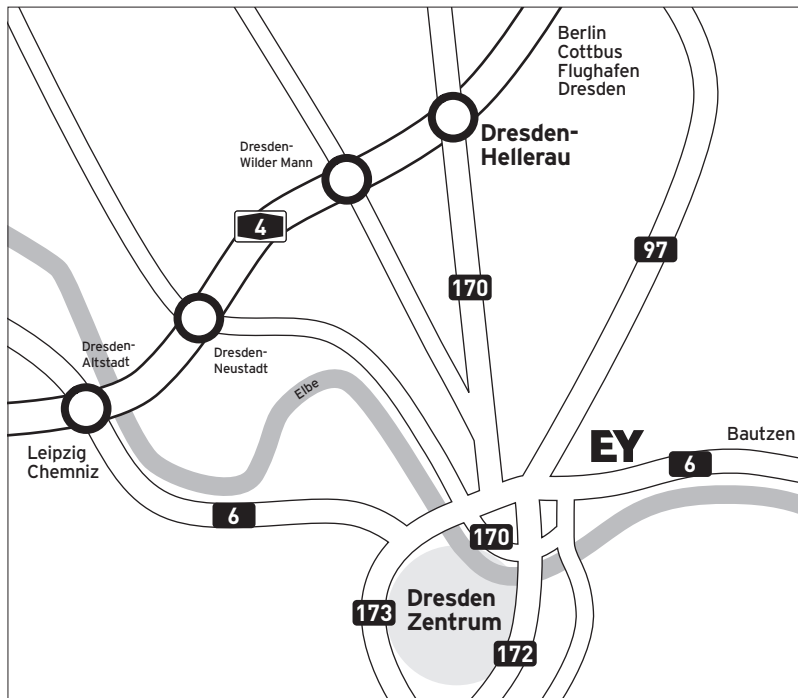 Berlin
Cottbus
Flughafen
Dresden
Dresden-
Hellerau
Dresden-
Wilder Mann
4
97
170
Dresden-
Altstadt
Dresden-
Neustadt
Elbe
Leipzig
Chemniz
EY
Bautzen
6
6
170
Dresden
Zentrum
173
172